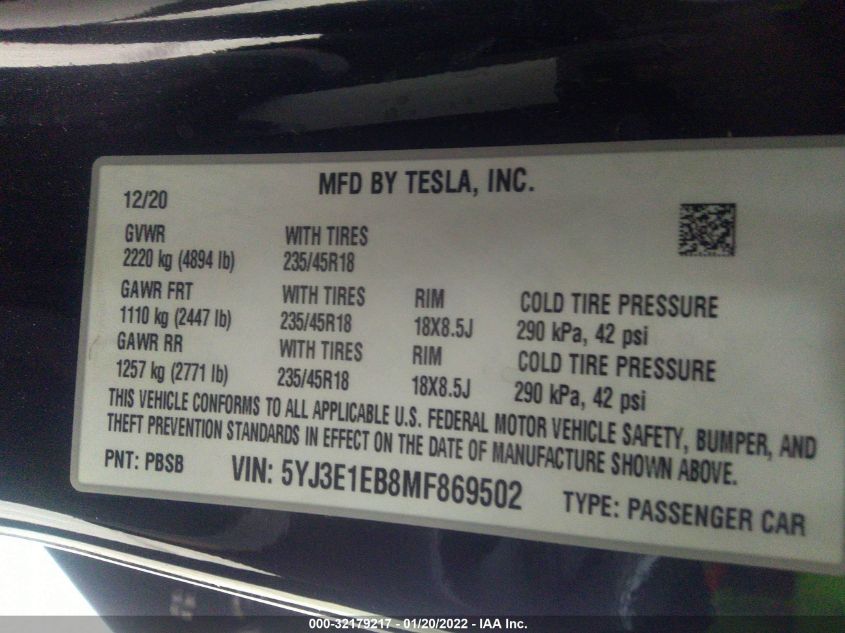 MFD BY TESLA, INC.
12/20
GVWR WITH TIRES
2220 kg (4894 lb) 235/45R18
GAWR FRT WITH TIRES RIM COLD TIRE PRESSURE
1110 kg (2447 lb) 235/45R18 18X8.5J 290 kPa, 42 psi
GAWR RR WITH TIRES RIM COLD TIRE PRESSURE
1257 kg (2771 lb) 235/45R18 18X8.5J 290 kPa, 42 psi
THIS VEHICLE CONFORMS TO ALL APPLICABLE U.S. FEDERAL MOTOR VEHICLE SAFETY, BUMPER, AND
THEFT PREVENTION STANDARDS IN EFFECT ON THE DATE OF MANUFACTURE SHOWN ABOVE.
PNT: PBSB VIN: 5YJ3E1EB8MF869502 TYPE: PASSENGER CAR
000-32179217 - 01/20/2022 - IAA Inc.